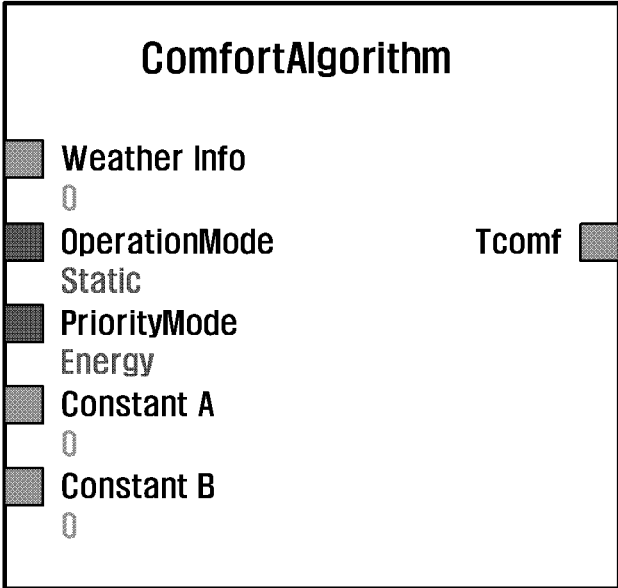 ComfortAlgorithm
Weather Info
0
OperationMode
Tcomf
Static
PriorityMode
Energy
Constant A
0
Constant B
0